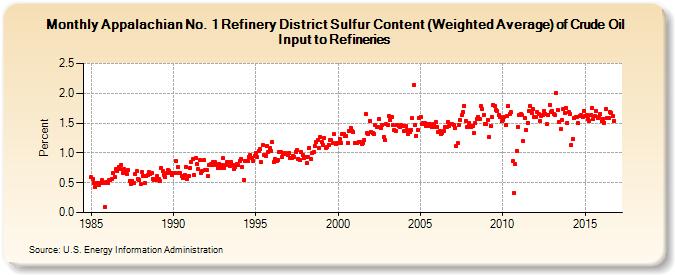 Monthly Appalachian No. 1 Refinery District Sulfur Content (Weighted Average) of Crude Oil
Input to Refineries
Percent
2.5
2.0
1.5
1.0
0.5
0.0
1985 1990 1995 2000 2005 2010 2015
Source: U.S. Energy Information Administration